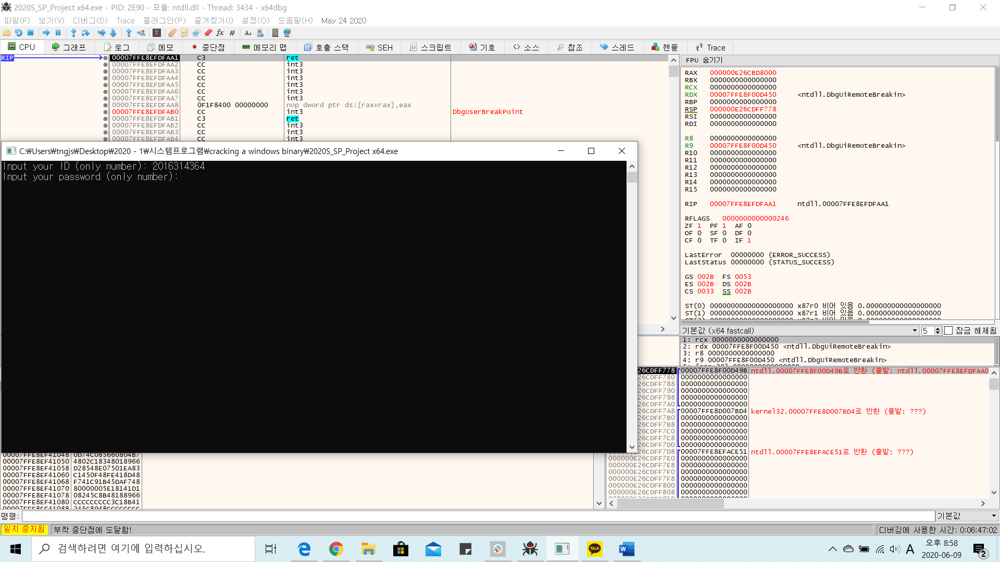 2020S_SP_Project x64.exe - PID: 2E90 - 모듈: ntdll.dll - Thread: 3434 - x64dbg
파일(F) 보기(V) 디버그(D) Trace 플러그인(P) 즐겨찾기(I) 설정(O) 도움말(H) May 24 2020
CPU 그래프 로그 메모 중단점 메모리 맵 호출 스택 SEH 스크립트 기호 소스 참조 스레드 핸들 Trace
RIP 00007FFE8EFDFAA1 C3 ret
00007FFE8EFDFAA2 CC int3
00007FFE8EFDFAA3 CC int3
00007FFE8EFDFAA4 CC int3
00007FFE8EFDFAA5 CC int3
00007FFE8EFDFAA6 CC int3
00007FFE8EFDFAA7 CC int3
00007FFE8EFDFAA8 0F1F8400 00000000 nop dword ptr ds:[rax+rax],eax
00007FFE8EFDFAB0 CC int3 DbgUserBreakPoint
00007FFE8EFDFAB1 C3 ret
00007FFE8EFDFAB2 CC int3
00007FFE8EFDFAB3 CC int3
00007FFE8EFDFAB4 CC int3
C:₩Users₩tngjs₩Desktop₩2020 - 1₩시스템프로그램₩cracking a windows binary₩2020S_SP_Project x64.exe
Input your ID (only number): 2016314364
Input your password (only number):
FPU 숨기기
RAX 000000E26CBD8000
RBX 0000000000000000
RCX 0000000000000000
RDX 00007FFE8F00D450 <ntdll.DbgUiRemoteBreakin>
RBP 0000000000000000
RSP 000000E26CDFF778
RSI 0000000000000000
RDI 0000000000000000
R8 0000000000000000
R9 00007FFE8F00D450 <ntdll.DbgUiRemoteBreakin>
R10 0000000000000000
R11 0000000000000000
R12 0000000000000000
R13 0000000000000000
R14 0000000000000000
R15 0000000000000000
RIP 00007FFE8EFDFAA1 ntdll.00007FFE8EFDFAA1
RFLAGS 0000000000000246
ZF 1 PF 1 AF 0
OF 0 SF 0 DF 0
CF 0 TF 0 IF 1
LastError 00000000 (ERROR_SUCCESS)
LastStatus 00000000 (STATUS_SUCCESS)
GS 002B FS 0053
ES 002B DS 002B
CS 0033 SS 002B
ST(0) 00000000000000000000 x87r0 비어 있음 0.000000000000000000
ST(1) 00000000000000000000 x87r1 비어 있음 0.000000000000000000
기본값 (x64 fastcall) 5 잠금 해제됨
1: rcx 0000000000000000
2: rdx 00007FFE8F00D450 <ntdll.DbgUiRemoteBreakin>
3: r8 0000000000000000
4: r9 00007FFE8F00D450 <ntdll.DbgUiRemoteBreakin>
26CDFF778 00007FFE8F00D49B ntdll.00007FFE8F00D49B로 반환 (출발: ntdll.00007FFE8EFDFAA0
26CDFF780 0000000000000000
26CDFF788 0000000000000000
26CDFF790 0000000000000000
26CDFF798 0000000000000000
26CDFF7A0 0000000000000000
26CDFF7A8 00007FFE8D007BD4 kernel32.00007FFE8D007BD4로 반환 (출발: ???)
26CDFF7B0 0000000000000000
26CDFF7B8 0000000000000000
26CDFF7C0 0000000000000000
26CDFF7C8 0000000000000000
26CDFF7D0 0000000000000000
26CDFF7D8 00007FFE8EFACE51 ntdll.00007FFE8EFACE51로 반환 (출발: ???)
000000E26CDFF7E0 0000000000000000
000000E26CDFF7E8 0000000000000000
000000E26CDFF7F0 0000000000000000
000000E26CDFF7F8 0000000000000000
000000E26CDFF800 0000000000000000
000000E26CDFF808 0000000000000000
00007FFE8EF41048 0D74C085660804B7
00007FFE8EF41050 4802C18348018966
00007FFE8EF41058 D28548E07501EA83
00007FFE8EF41060 C1450F48FE418D48
00007FFE8EF41068 F741C91B45DAF748
00007FFE8EF41070 80000005E18141D1
00007FFE8EF41078 08245C8B48188966
00007FFE8EF41080 CCCCCCCCC3C18B41
명령: 기본값
일지 중지됨 부착 중단점에 도달함! 디버깅에 사용한 시간: 0:06:47:02
검색하려면 여기에 입력하십시오.
TALK
A
오후 8:58
2020-06-09
2